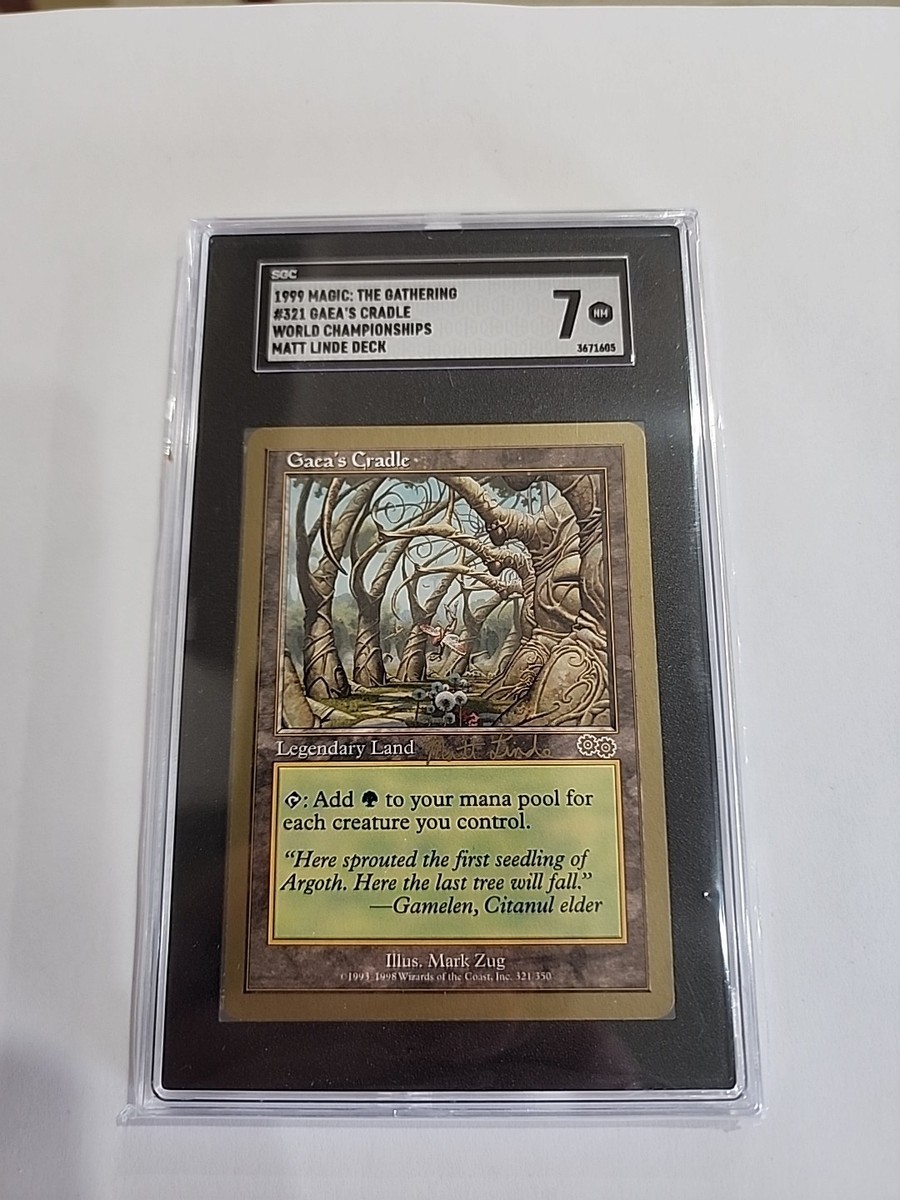 SGC
1999 MAGIC: THE GATHERING
#321 GAEA'S CRADLE
WORLD CHAMPIONSHIPS
MATT LINDE DECK
7 NM
3671605
Gaea's Cradle
Legendary Land Matt Linde
: Add to your mana pool for
each creature you control.
“Here sprouted the first seedling of
Argoth. Here the last tree will fall.”
—Gamelen, Citanul elder
Illus. Mark Zug
©1993-1998 Wizards of the Coast, Inc. 321/350